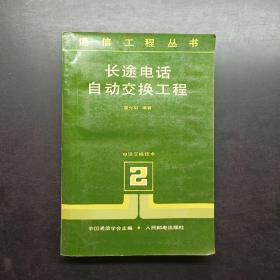 通信工程丛书
长途电话
自动交换工程
编著
电话交换技术
2
中国通信学会主编·人民邮电出版社